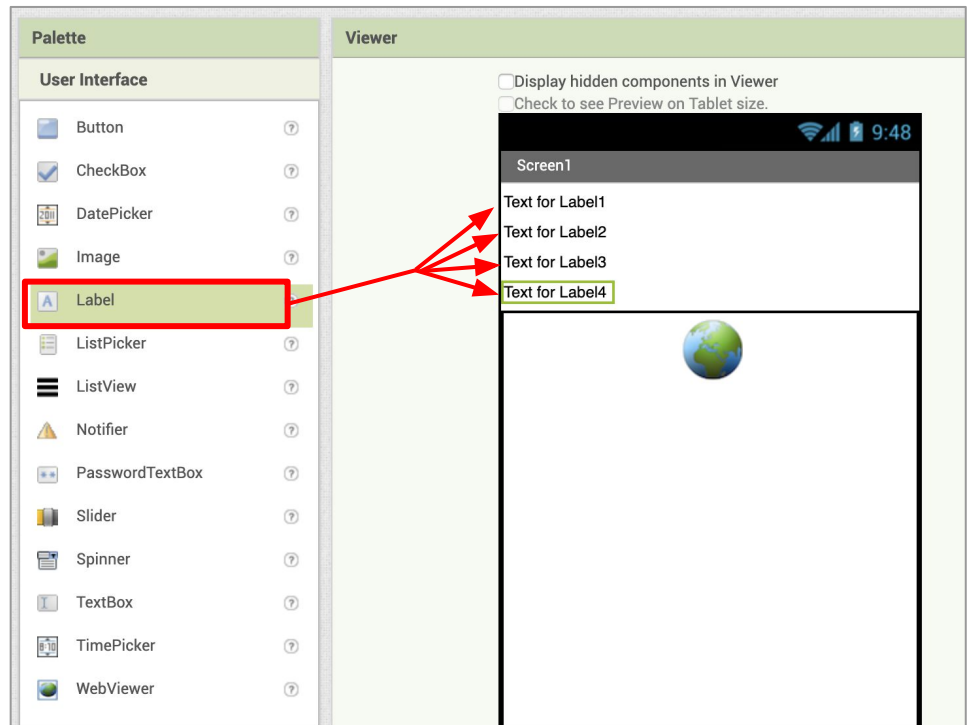 Palette
User Interface
Button
CheckBox
DatePicker
Image
Label
ListPicker
ListView
Notifier
PasswordTextBox
Slider
Spinner
TextBox
TimePicker
WebViewer
Viewer
Display hidden components in Viewer
Check to see Preview on Tablet size.
9:48
Screen1
Text for Label1
Text for Label2
Text for Label3
Text for Label4